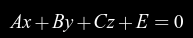 Ax + By + Cz + E = 0